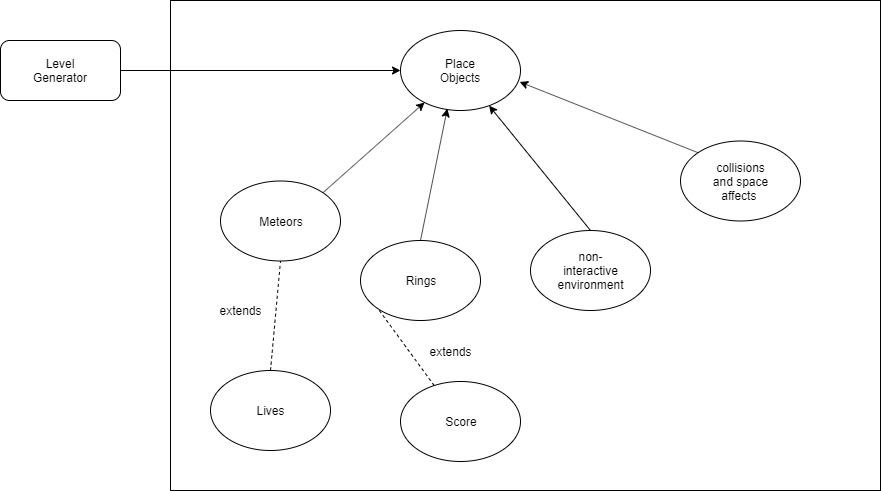 Level
Generator
Place
Objects
collisions
and space
affects
Meteors
Rings
non-
interactive
environment
extends
extends
Lives
Score